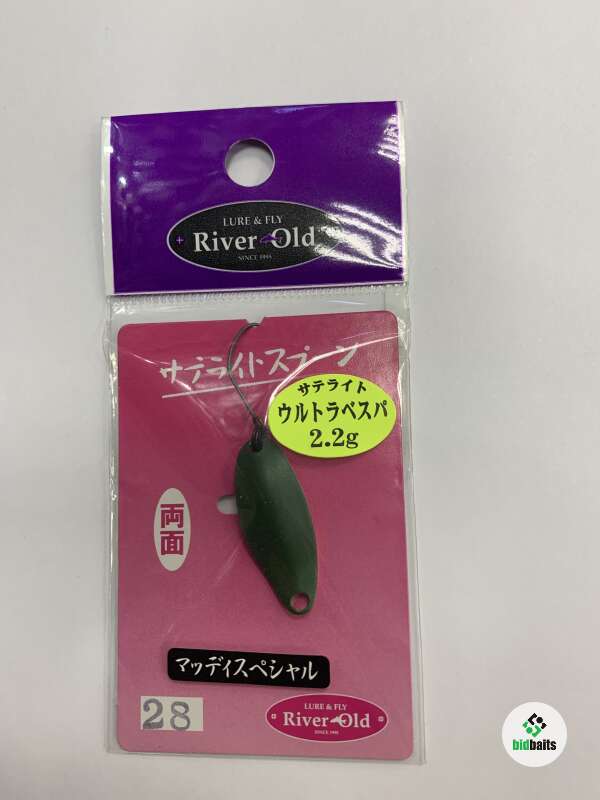 LURE & FLY
River Old
SINCE 1995
サテライトスプーン
サテライト
ウルトラベスパ
2.2g
両面
マッディスペシャル
28
LURE & FLY
River Old
SINCE 1995
bidbaits